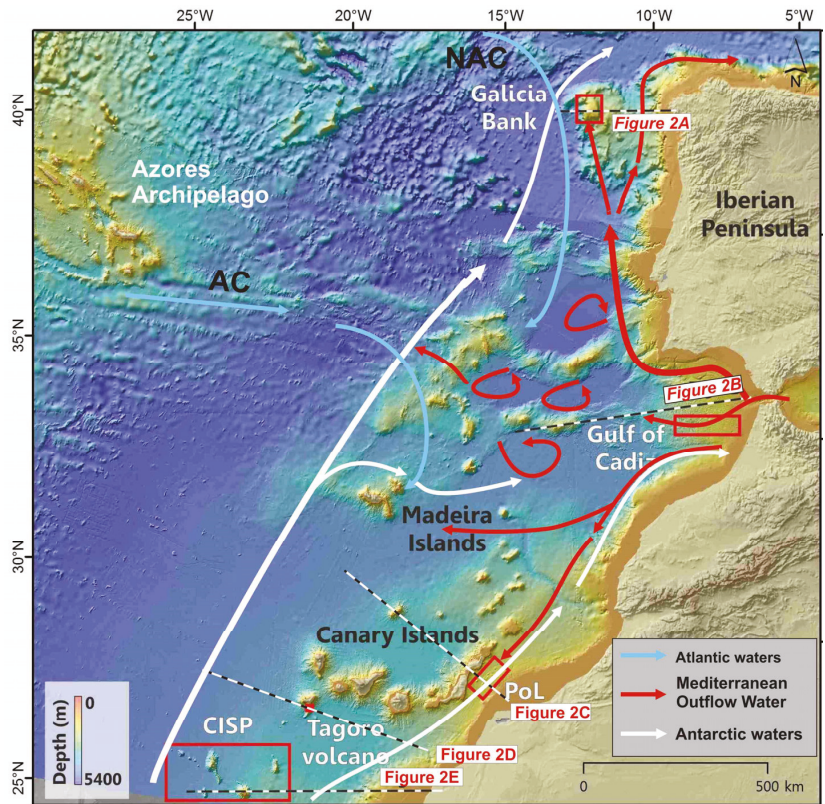 25°W
20°W
15°W
10°W
5°W
NAC
N
40°N
Galicia
Bank
Figure 2A
Azores
Archipelago
Iberian
Peninsula
AC
35°N
Figure 2B
Gulf of
Cadiz
Madeira
Islands
30°N
Canary Islands
PoL
Figure 2C
CISP
Tagoro
volcano
Figure 2D
Figure 2E
25°N
Depth (m)
0
5400
Atlantic waters
Mediterranean
Outflow Water
Antarctic waters
0
500 km